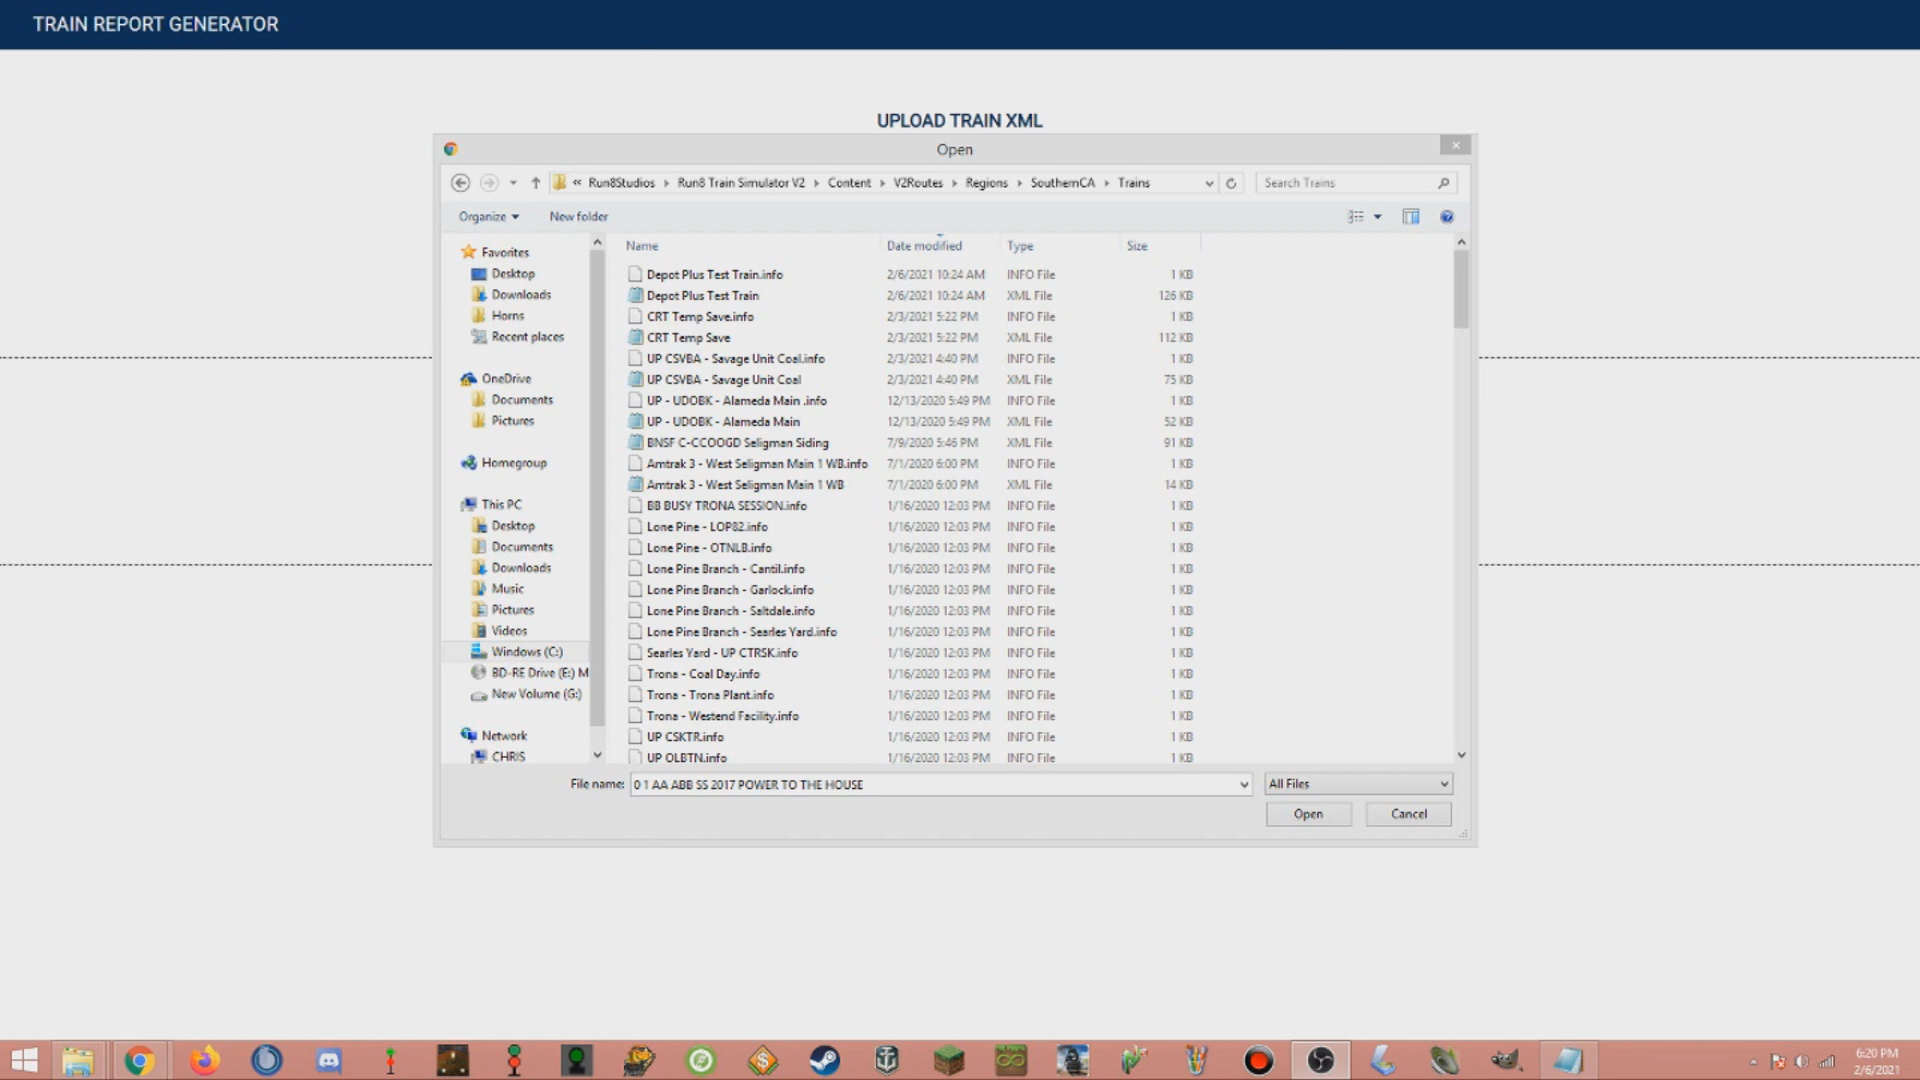 TRAIN REPORT GENERATOR
UPLOAD TRAIN XML
Open
« Run8Studios › Run8 Train Simulator V2 › Content › V2Routes › Regions › SouthernCA › Trains
Search Trains
Organize
New folder
Name Date modified Type Size
Favorites
Desktop
Downloads
Horns
Recent places
OneDrive
Documents
Pictures
Homegroup
This PC
Desktop
Documents
Downloads
Music
Pictures
Videos
Windows (C:)
BD-RE Drive (E:) M
New Volume (G:)
Network
CHRIS
Depot Plus Test Train.info 2/6/2021 10:24 AM INFO File 1 KB
Depot Plus Test Train 2/6/2021 10:24 AM XML File 126 KB
CRT Temp Save.info 2/3/2021 5:22 PM INFO File 1 KB
CRT Temp Save 2/3/2021 5:22 PM XML File 112 KB
UP CSVBA - Savage Unit Coal.info 2/3/2021 4:40 PM INFO File 1 KB
UP CSVBA - Savage Unit Coal 2/3/2021 4:40 PM XML File 75 KB
UP - UDOBK - Alameda Main .info 12/13/2020 5:49 PM INFO File 1 KB
UP - UDOBK - Alameda Main 12/13/2020 5:49 PM XML File 52 KB
BNSF C-CCOOGD Seligman Siding 7/9/2020 5:46 PM XML File 91 KB
Amtrak 3 - West Seligman Main 1 WB.info 7/1/2020 6:00 PM INFO File 1 KB
Amtrak 3 - West Seligman Main 1 WB 7/1/2020 6:00 PM XML File 14 KB
BB BUSY TRONA SESSION.info 1/16/2020 12:03 PM INFO File 1 KB
Lone Pine - LOP82.info 1/16/2020 12:03 PM INFO File 1 KB
Lone Pine - OTNLB.info 1/16/2020 12:03 PM INFO File 1 KB
Lone Pine Branch - Cantil.info 1/16/2020 12:03 PM INFO File 1 KB
Lone Pine Branch - Garlock.info 1/16/2020 12:03 PM INFO File 1 KB
Lone Pine Branch - Saltdale.info 1/16/2020 12:03 PM INFO File 1 KB
Lone Pine Branch - Searles Yard.info 1/16/2020 12:03 PM INFO File 1 KB
Searles Yard - UP CTRSK.info 1/16/2020 12:03 PM INFO File 1 KB
Trona - Coal Day.info 1/16/2020 12:03 PM INFO File 1 KB
Trona - Trona Plant.info 1/16/2020 12:03 PM INFO File 1 KB
Trona - Westend Facility.info 1/16/2020 12:03 PM INFO File 1 KB
UP CSKTR.info 1/16/2020 12:03 PM INFO File 1 KB
UP OLBTN.info 1/16/2020 12:03 PM INFO File 1 KB
File name: 0 1 AA ABB SS 2017 POWER TO THE HOUSE
All Files
Open
Cancel
6:20 PM
2/6/2021